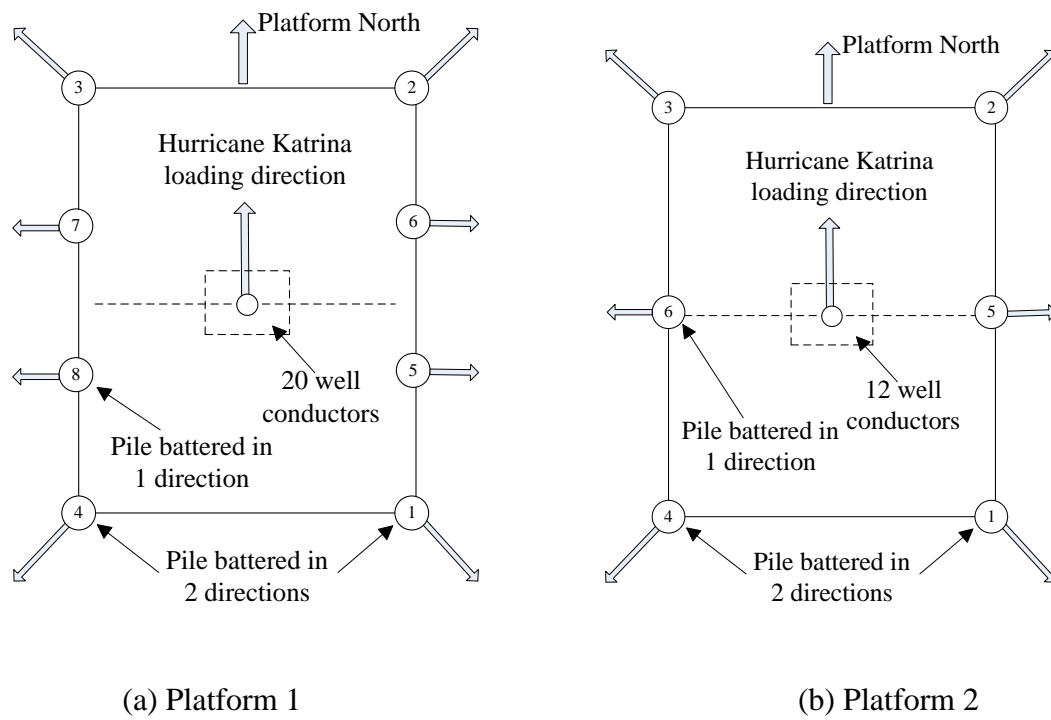 Platform North
3
2
Hurricane Katrina
loading direction
7
6
8
5
20 well
conductors
Pile battered in
1 direction
4
1
Pile battered in
2 directions
(a) Platform 1
Platform North
3
2
Hurricane Katrina
loading direction
6
5
12 well
conductors
Pile battered in
1 direction
4
1
Pile battered in
2 directions
(b) Platform 2